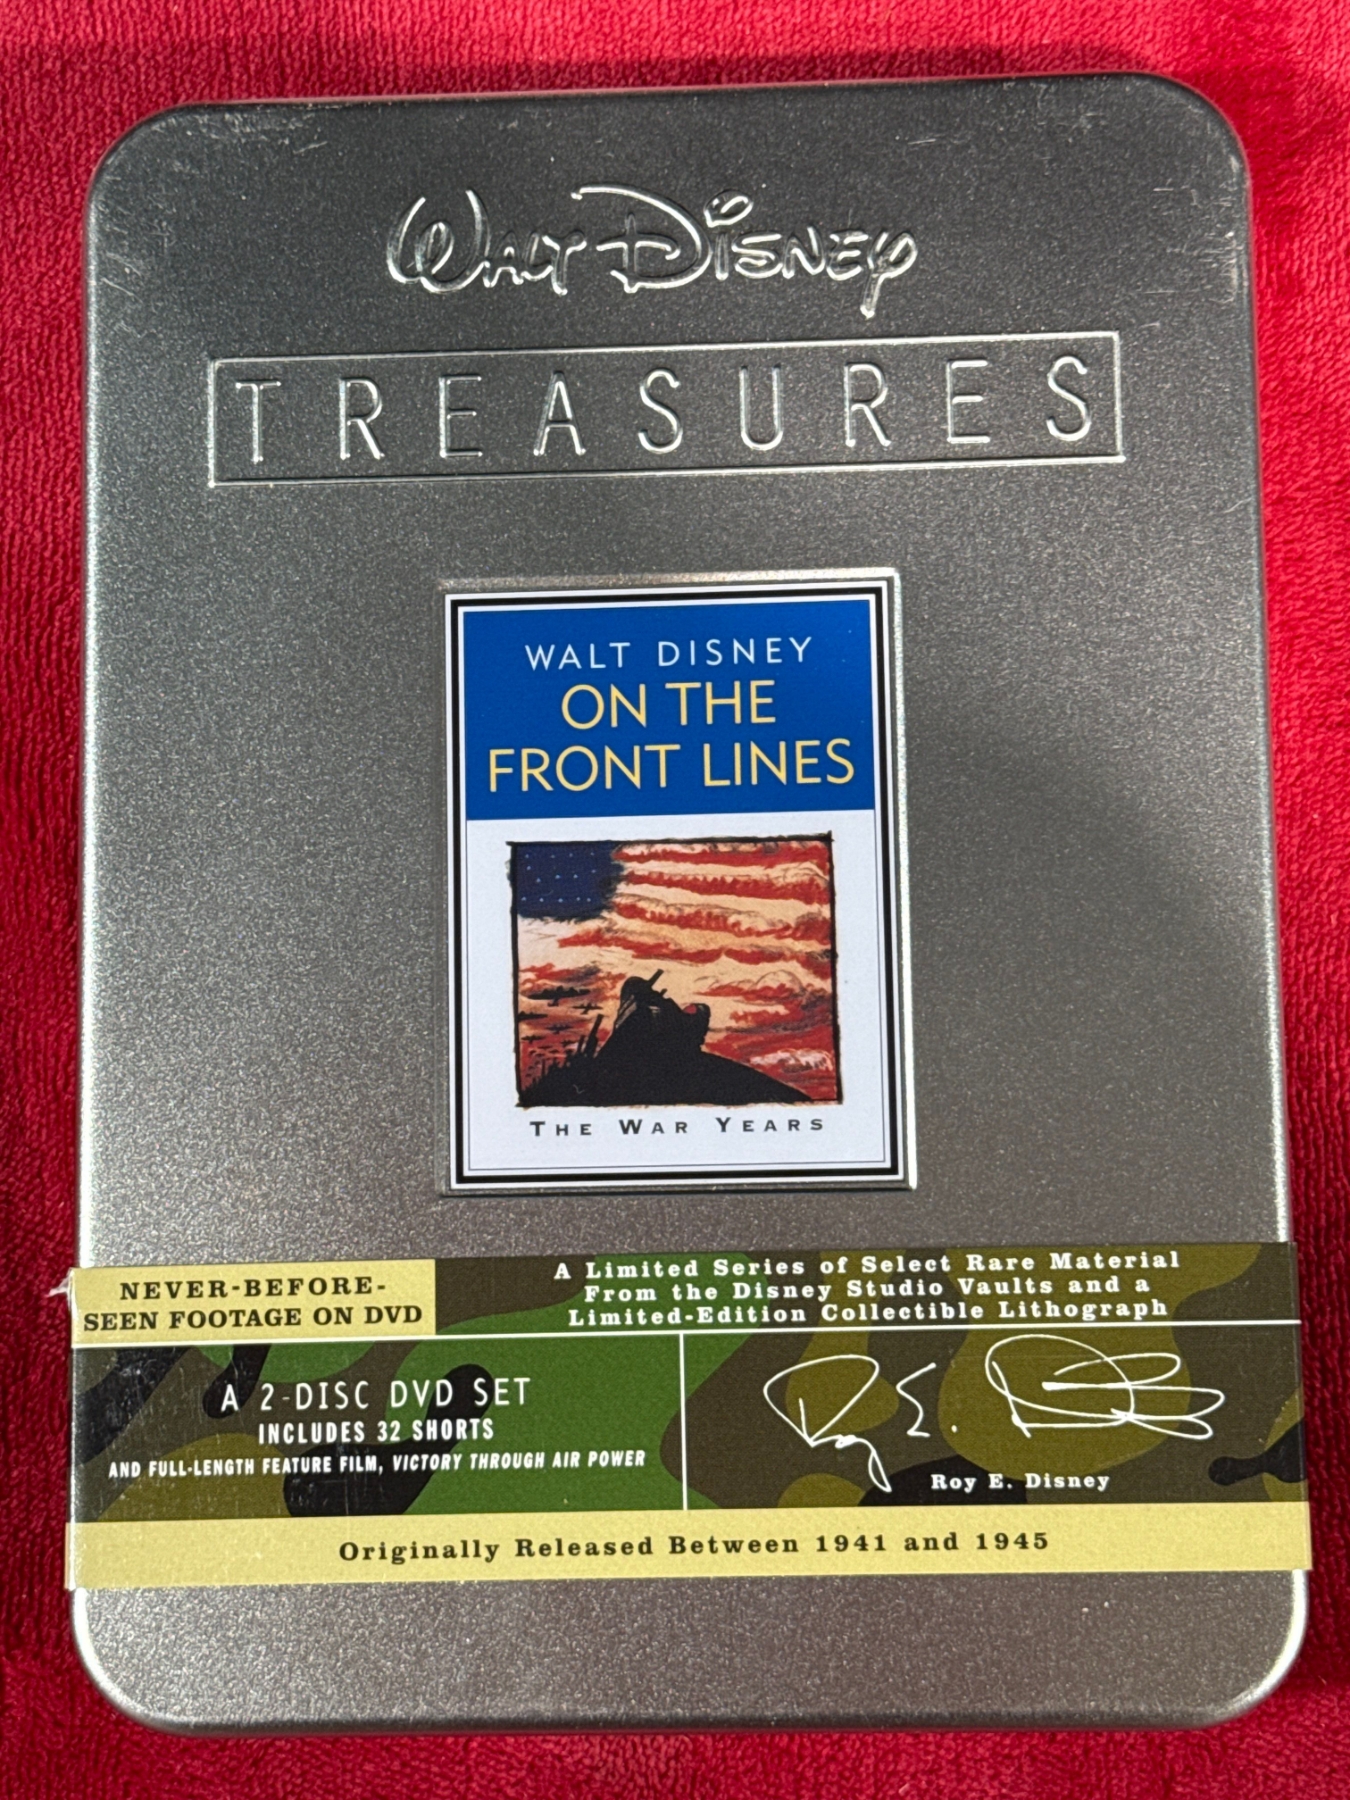 WALT DISNEY
TREASURES
WALT DISNEY
ON THE
FRONT LINES
THE WAR YEARS
NEVER-BEFORE-
SEEN FOOTAGE ON DVD
A Limited Series of Select Rare Material
From the Disney Studio Vaults and a
Limited-Edition Collectible Lithograph
A 2-DISC DVD SET
INCLUDES 32 SHORTS
AND FULL-LENGTH FEATURE FILM, VICTORY THROUGH AIR POWER
Roy E. Disney
Roy E. Disney
Originally Released Between 1941 and 1945